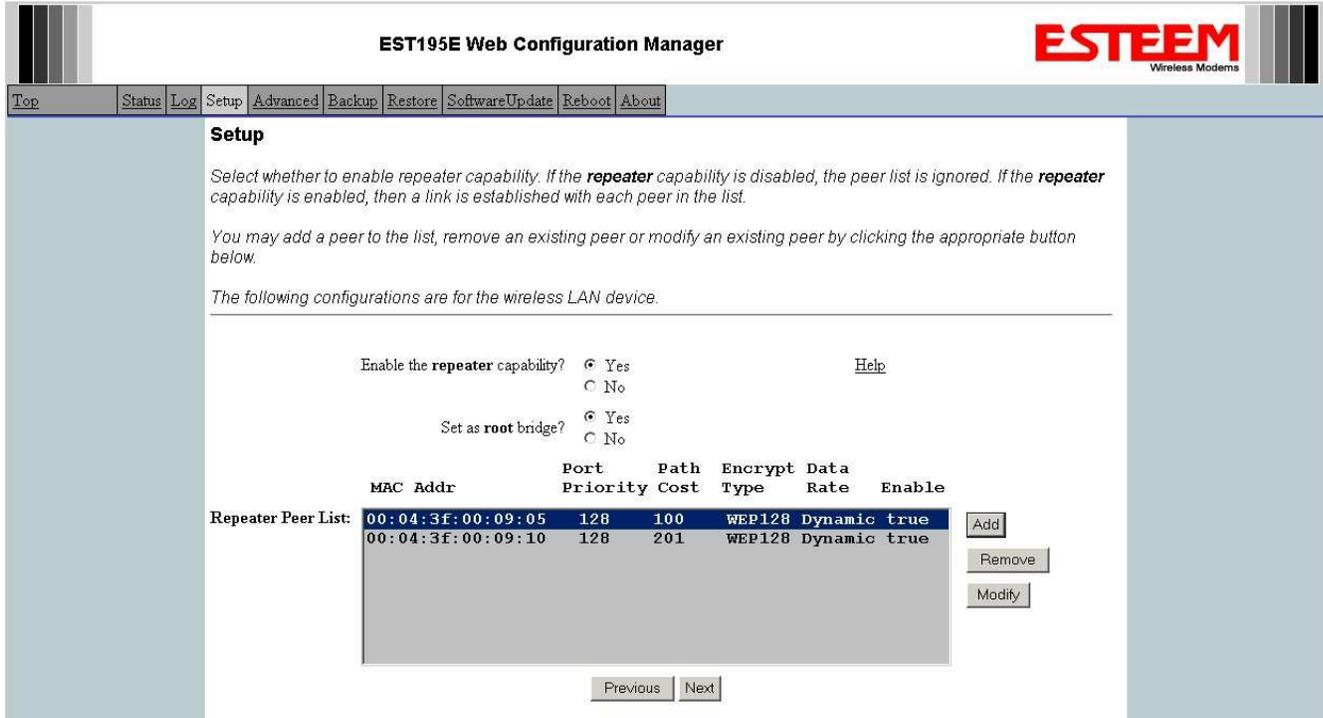 EST195E Web Configuration Manager
ESTEEM
Wireless Modems
Top Status Log Setup Advanced Backup Restore SoftwareUpdate Reboot About
Setup
Select whether to enable repeater capability. If the repeater capability is disabled, the peer list is ignored. If the repeater
capability is enabled, then a link is established with each peer in the list.
You may add a peer to the list, remove an existing peer or modify an existing peer by clicking the appropriate button
below.
The following configurations are for the wireless LAN device.
Enable the repeater capability? Yes Help
No
Set as root bridge? Yes
No
Port Path Encrypt Data
MAC Addr Priority Cost Type Rate Enable
Repeater Peer List: 00:04:3f:00:09:05 128 100 WEP128 Dynamic true Add
00:04:3f:00:09:10 128 201 WEP128 Dynamic true
Remove
Modify
Previous Next